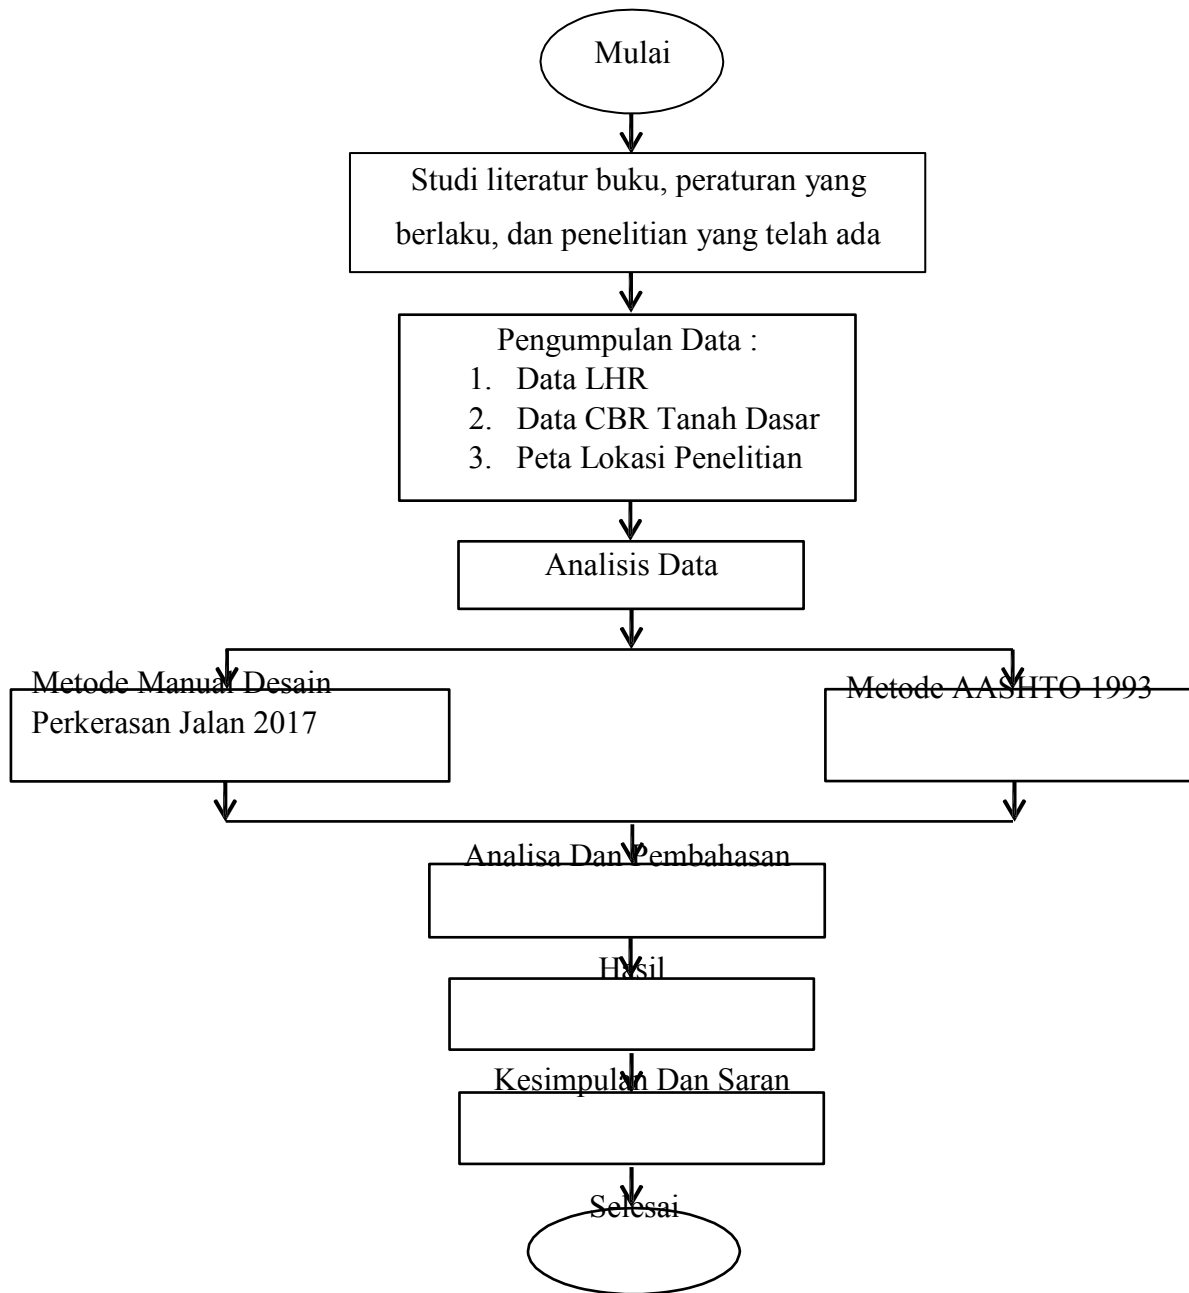 Mulai
Studi literatur buku, peraturan yang
berlaku, dan penelitian yang telah ada
Pengumpulan Data :
1. Data LHR
2. Data CBR Tanah Dasar
3. Peta Lokasi Penelitian
Analisis Data
Metode Manual Desain
Perkerasan Jalan 2017
Metode AASHTO 1993
Analisa Dan Pembahasan
Hasil
Kesimpulan Dan Saran
Selesai